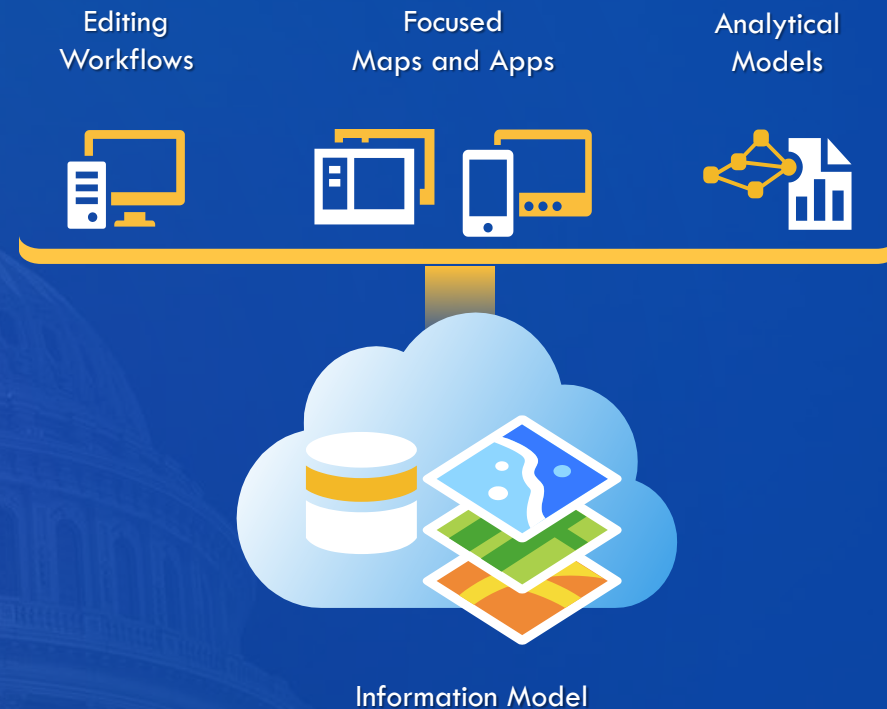 Editing
Workflows
Focused
Maps and Apps
Analytical
Models
Information Model